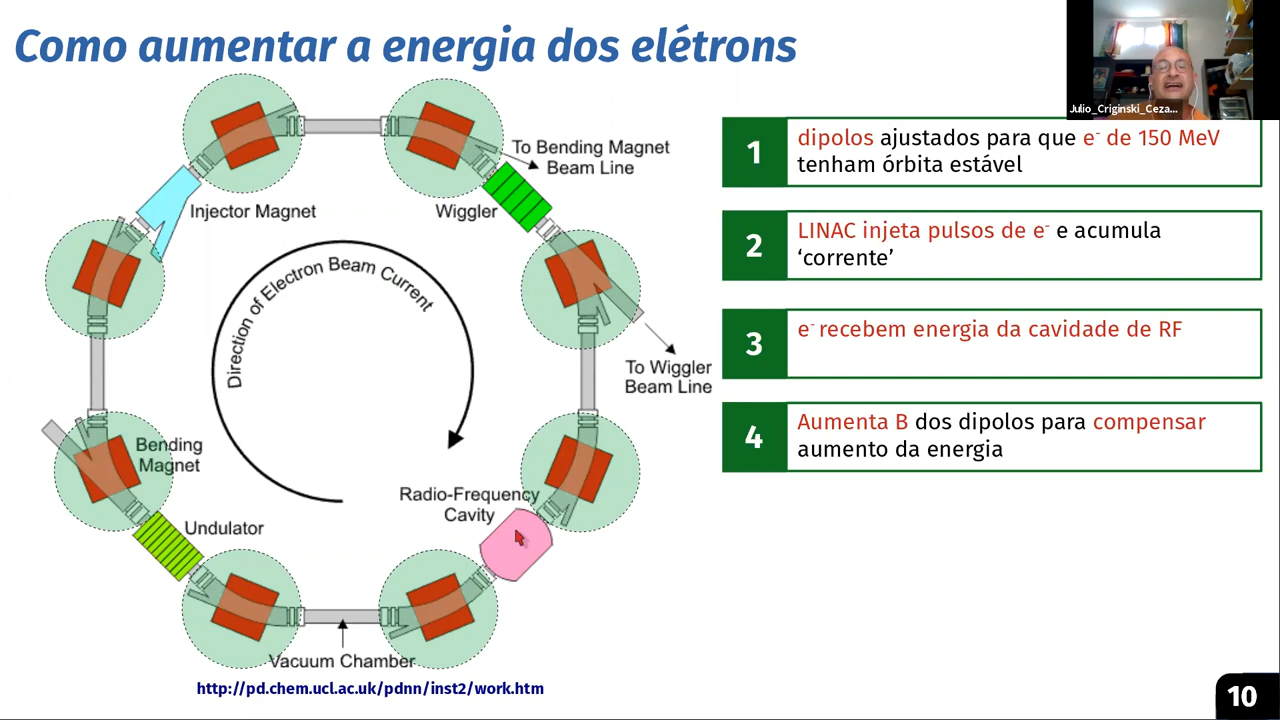 Como aumentar a energia dos elétrons
Julio_Criginski_Ceza...
To Bending Magnet
Beam Line
Injector Magnet
Wiggler
Direction of Electron Beam Current
To Wiggler
Beam Line
Bending
Magnet
Radio-Frequency
Cavity
Undulator
Vacuum Chamber
http://pd.chem.ucl.ac.uk/pdnn/inst2/work.htm
1
dipolos ajustados para que e- de 150 MeV
tenham órbita estável
2
LINAC injeta pulsos de e- e acumula
‘corrente’
3
e- recebem energia da cavidade de RF
4
Aumenta B dos dipolos para compensar
aumento da energia
10